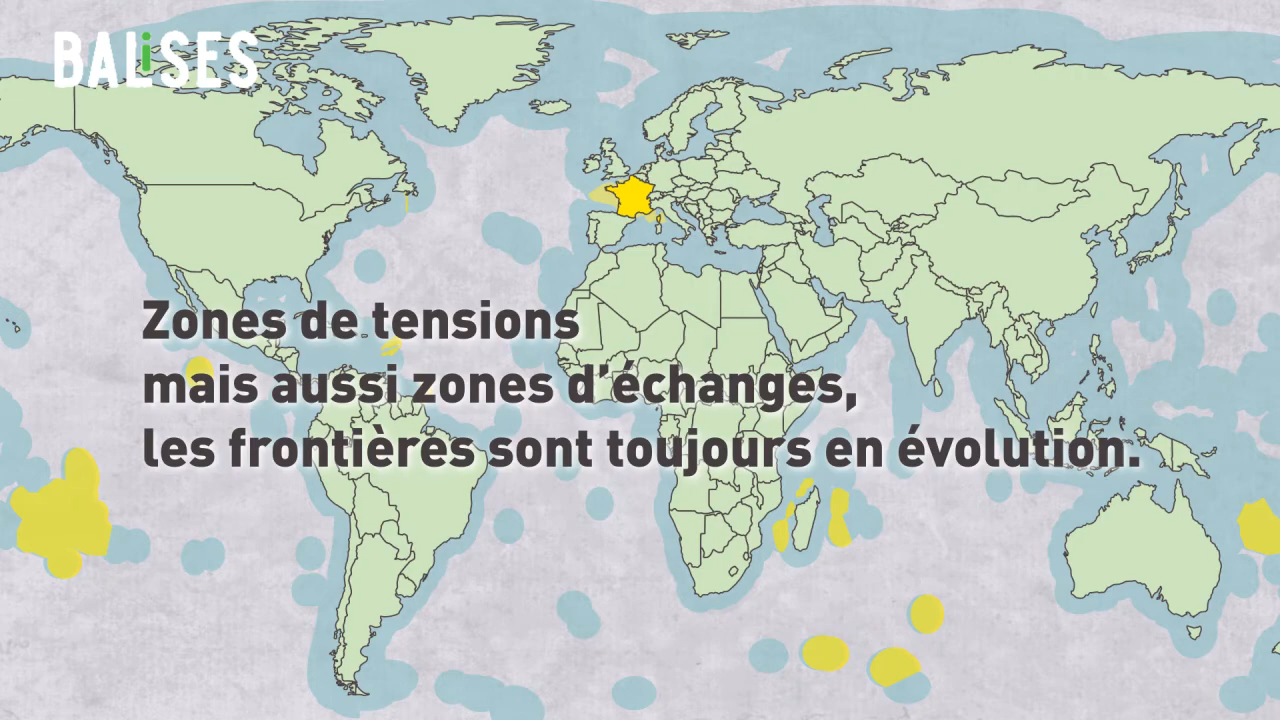 BALiSES
Zones de tensions
mais aussi zones d'échanges,
les frontières sont toujours en évolution.